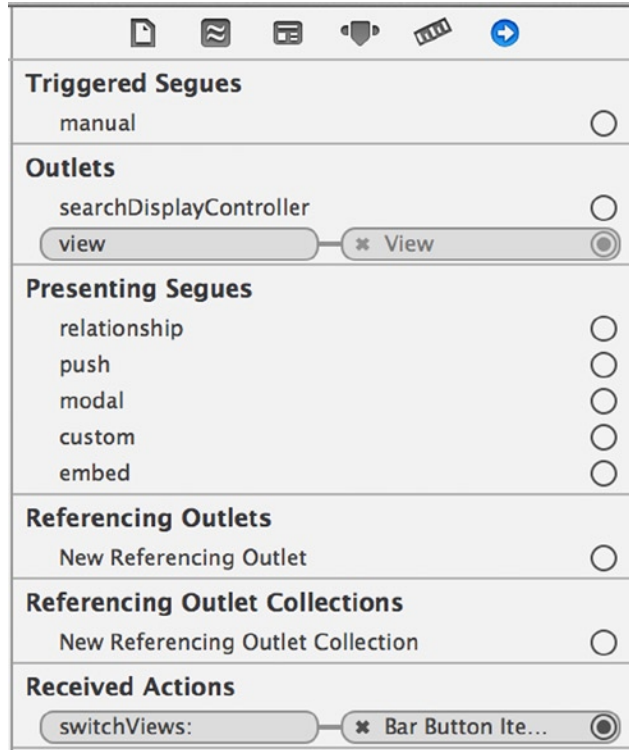 Triggered Segues
manual
Outlets
searchDisplayController
view View
Presenting Segues
relationship
push
modal
custom
embed
Referencing Outlets
New Referencing Outlet
Referencing Outlet Collections
New Referencing Outlet Collection
Received Actions
switchViews: Bar Button Ite...